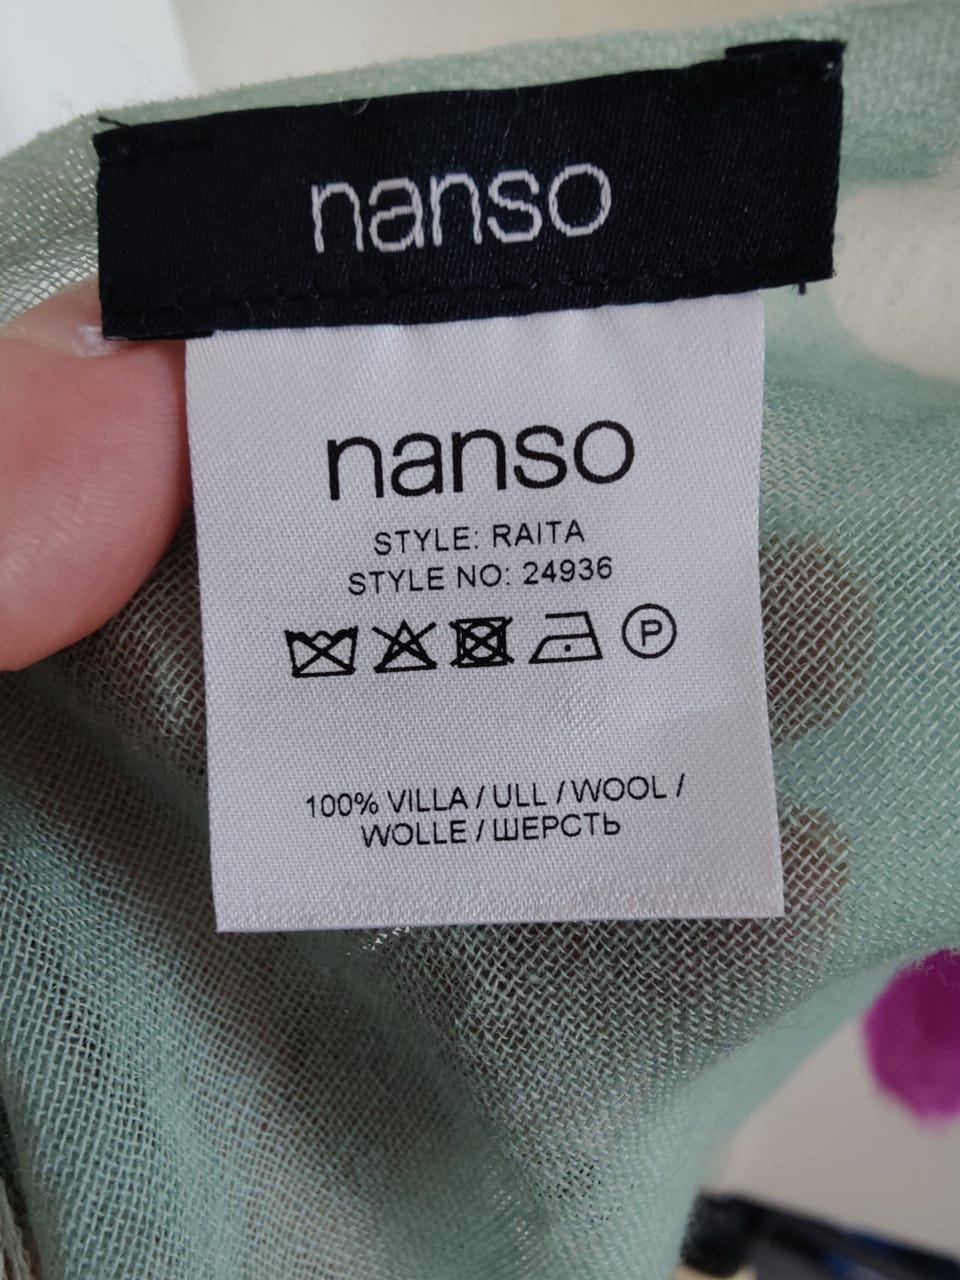 nanso
nanso
STYLE: RAITA
STYLE NO: 24936
P
100% VILLA / ULL / WOOL /
WOLLE / ШЕРСТЬ